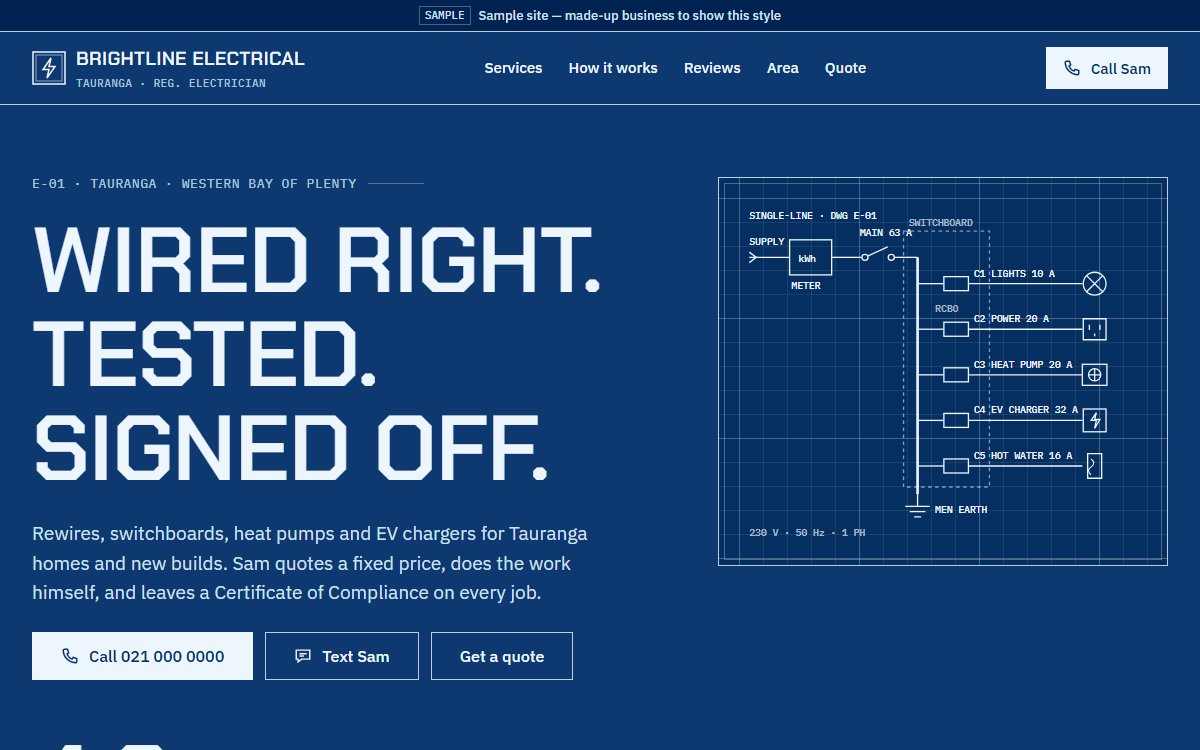 SAMPLE Sample site — made-up business to show this style
BRIGHTLINE ELECTRICAL
TAURANGA · REG. ELECTRICIAN
Services How it works Reviews Area Quote
Call Sam
E-01 · TAURANGA · WESTERN BAY OF PLENTY
WIRED RIGHT.
TESTED.
SIGNED OFF.
Rewires, switchboards, heat pumps and EV chargers for Tauranga
homes and new builds. Sam quotes a fixed price, does the work
himself, and leaves a Certificate of Compliance on every job.
Call 021 000 0000
Text Sam
Get a quote
SINGLE-LINE · DWG E-01
SWITCHBOARD
MAIN 63 A
SUPPLY
kWh
METER
C1 LIGHTS 10 A
RCBO
C2 POWER 20 A
C3 HEAT PUMP 20 A
C4 EV CHARGER 32 A
C5 HOT WATER 16 A
MEN EARTH
230 V · 50 Hz · 1 PH